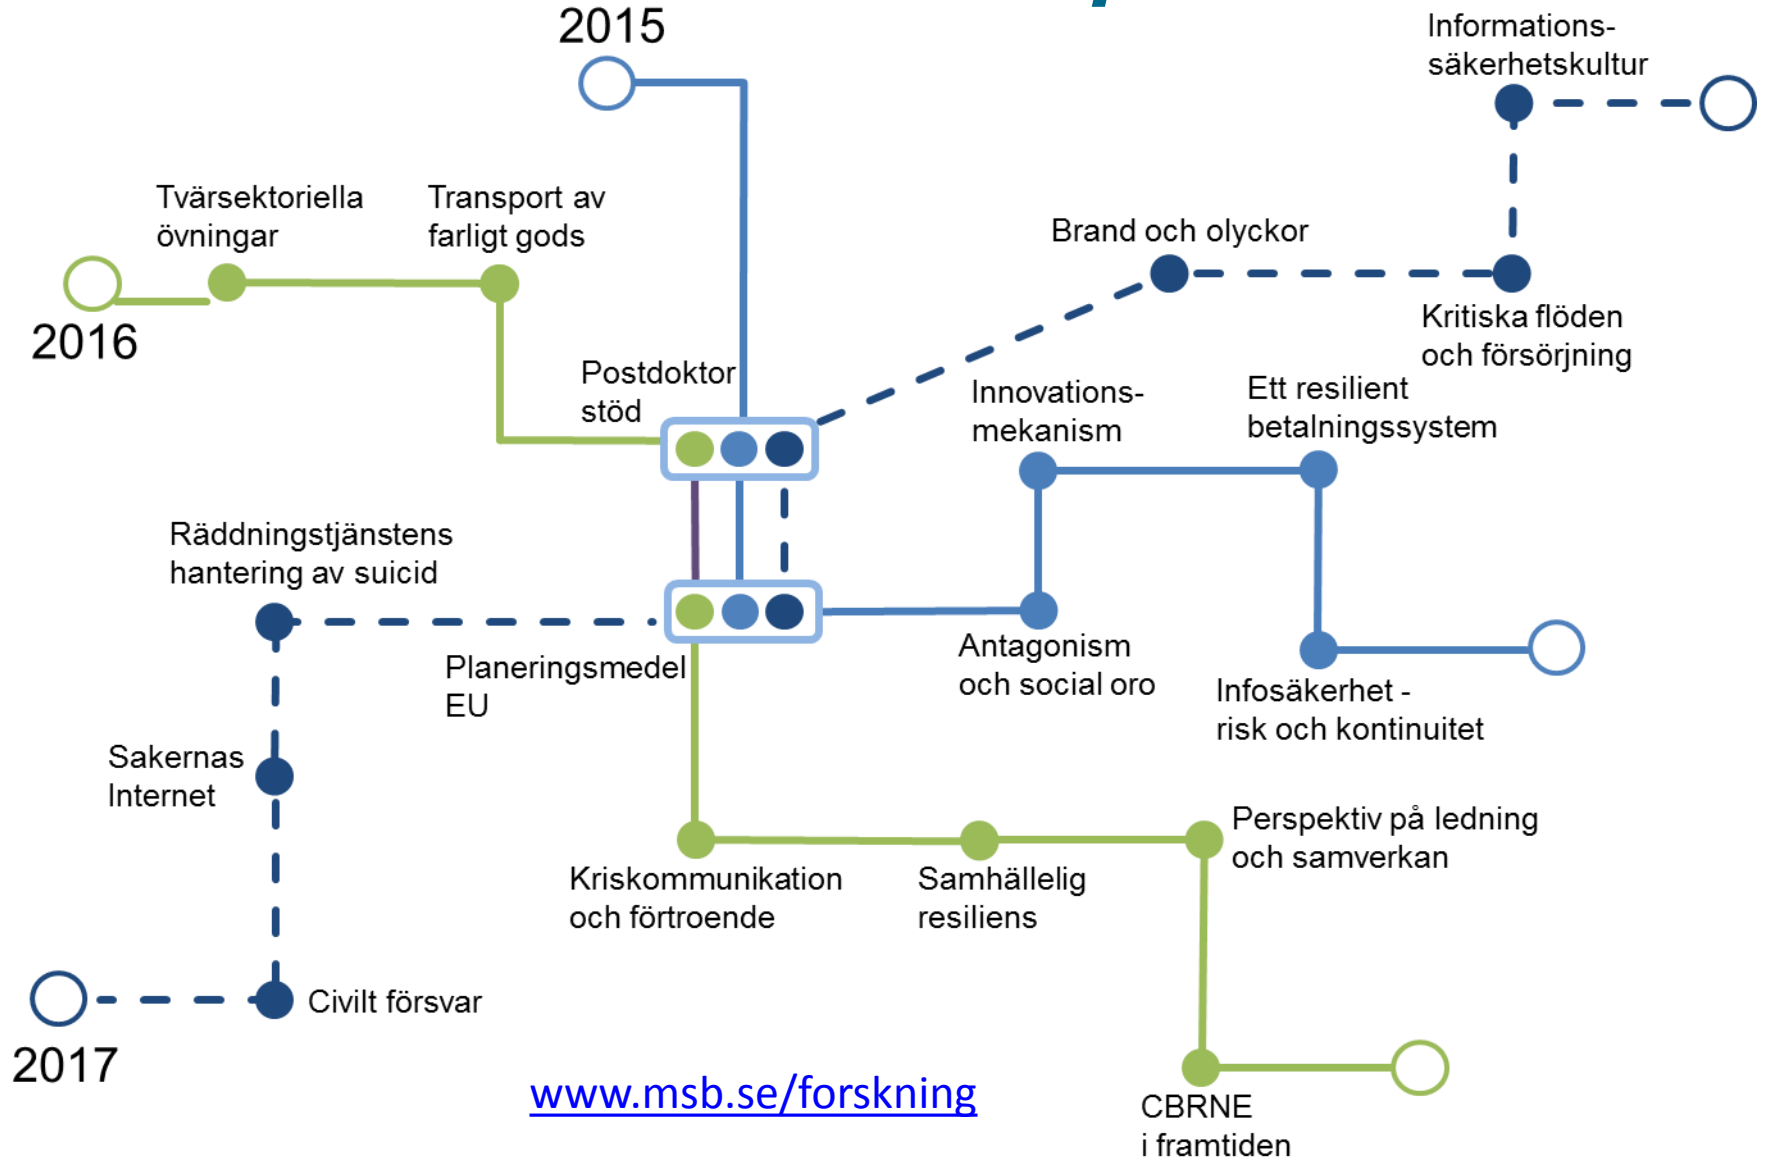 2015
Informations-
säkerhetskultur
Tvärsektoriella
övningar
Transport av
farligt gods
Brand och olyckor
2016
Kritiska flöden
och försörjning
Postdoktor
stöd
Innovations-
mekanism
Ett resilient
betalningssystem
Räddningstjänstens
hantering av suicid
Planeringsmedel
EU
Antagonism
och social oro
Infosäkerhet -
risk och kontinuitet
Sakernas
Internet
Kriskommunikation
och förtroende
Samhällelig
resiliens
Perspektiv på ledning
och samverkan
Civilt försvar
2017
www.msb.se/forskning
CBRNE
i framtiden